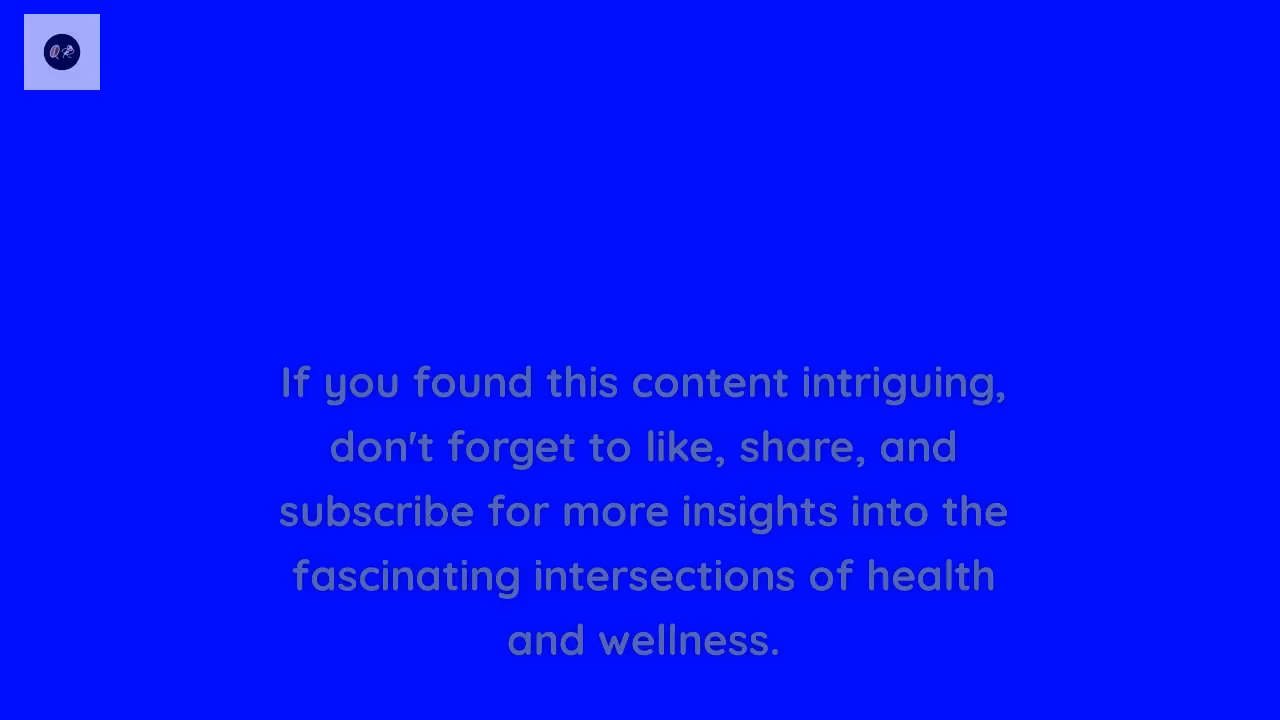 QR
If you found this content intriguing,
don't forget to like, share, and
subscribe for more insights into the
fascinating intersections of health
and wellness.